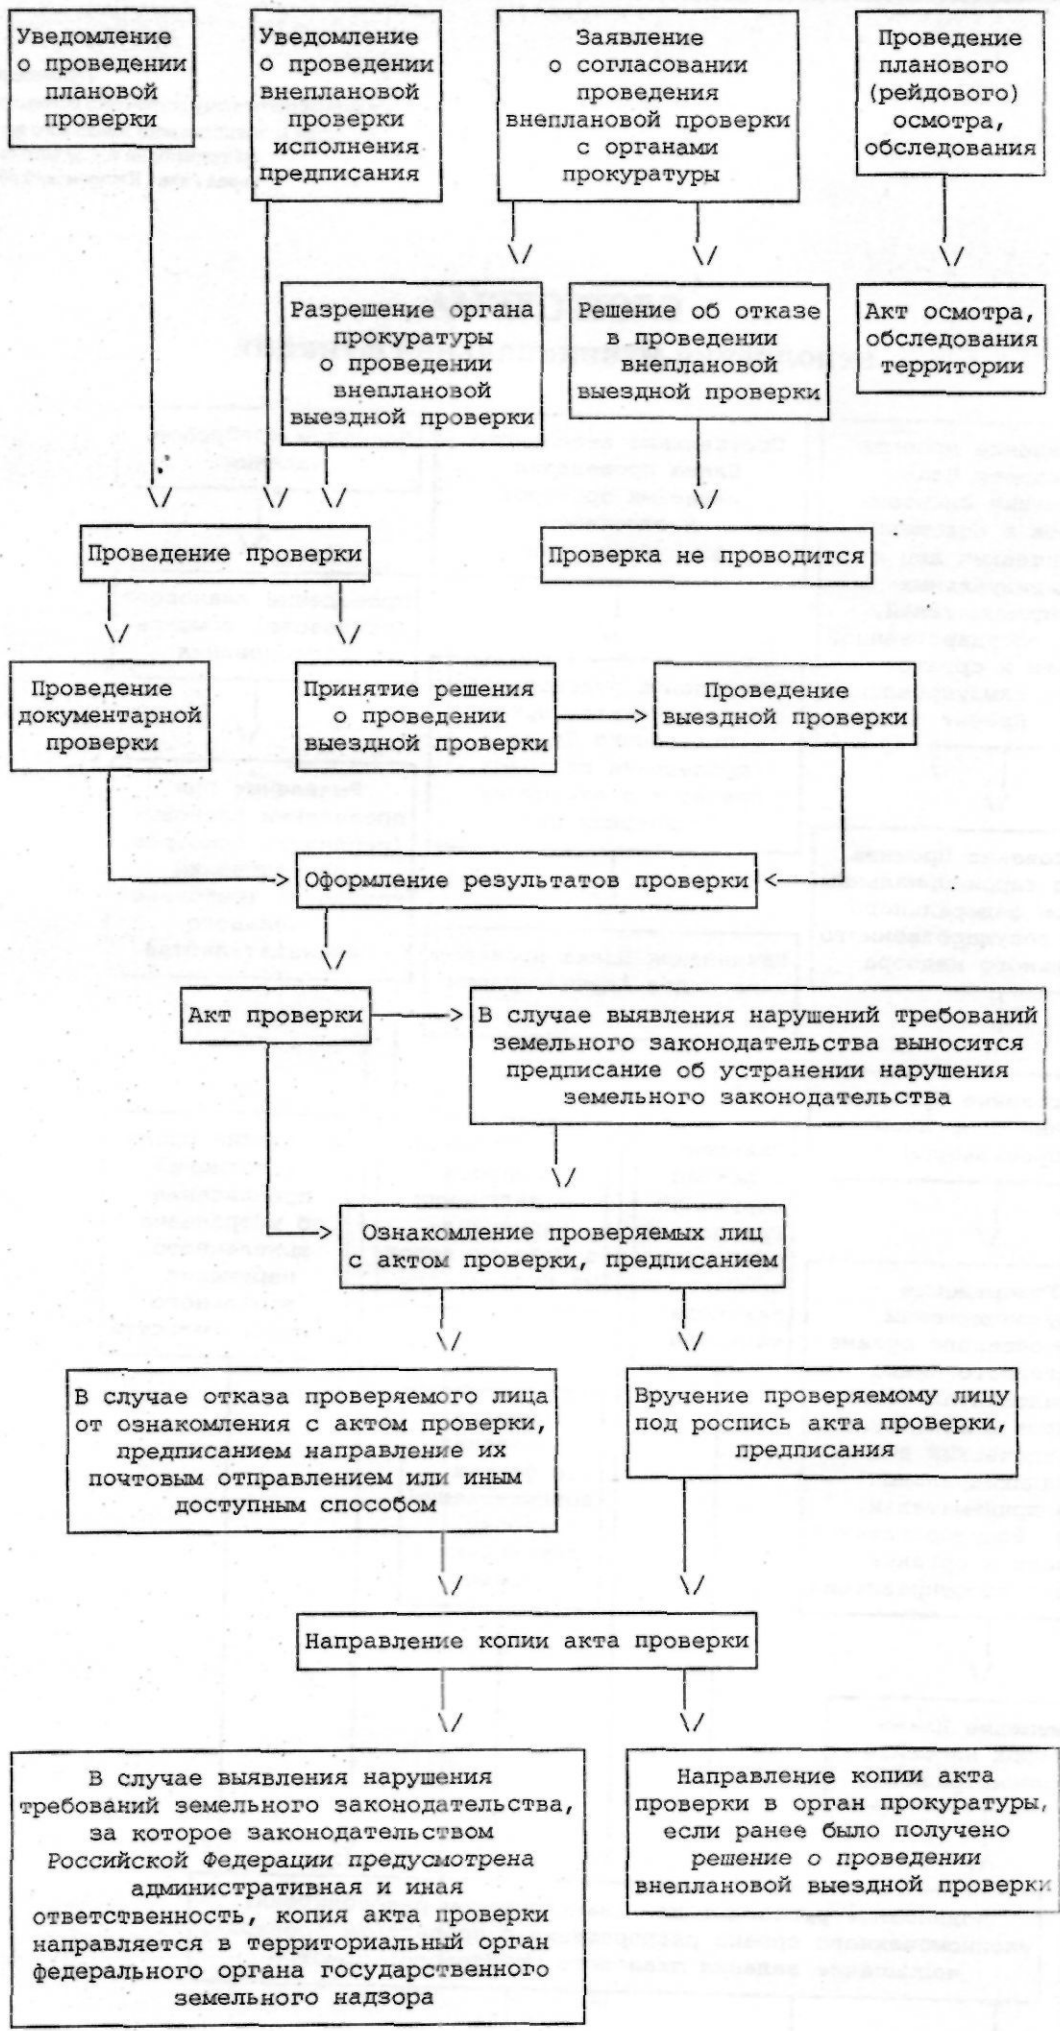 Уведомление
о проведении
плановой
проверки
Уведомление
о проведении
внеплановой
проверки
исполнения
предписания
Заявление
о согласовании
проведения
внеплановой проверки
с органами
прокуратуры
Проведение
планового
(рейдового)
осмотра,
обследования
Разрешение органа
прокуратуры
о проведении
внеплановой
выездной проверки
Решение об отказе
в проведении
внеплановой
выездной проверки
Акт осмотра,
обследования
территории
Проведение проверки
Проверка не проводится
Проведение
документарной
проверки
Принятие решения
о проведении
выездной проверки
Проведение
выездной проверки
Оформление результатов проверки
Акт проверки
В случае выявления нарушений требований
земельного законодательства выносится
предписание об устранении нарушения
земельного законодательства
Ознакомление проверяемых лиц
с актом проверки, предписанием
В случае отказа проверяемого лица
от ознакомления с актом проверки,
предписанием направление их
почтовым отправлением или иным
доступным способом
Вручение проверяемому лицу
под роспись акта проверки,
предписания
Направление копии акта проверки
В случае выявления нарушения
требований земельного законодательства,
за которое законодательством
Российской Федерации предусмотрена
административная и иная
ответственность, копия акта проверки
направляется в территориальный орган
федерального органа государственного
земельного надзора
Направление копии акта
проверки в орган прокуратуры,
если ранее было получено
решение о проведении
внеплановой выездной проверки